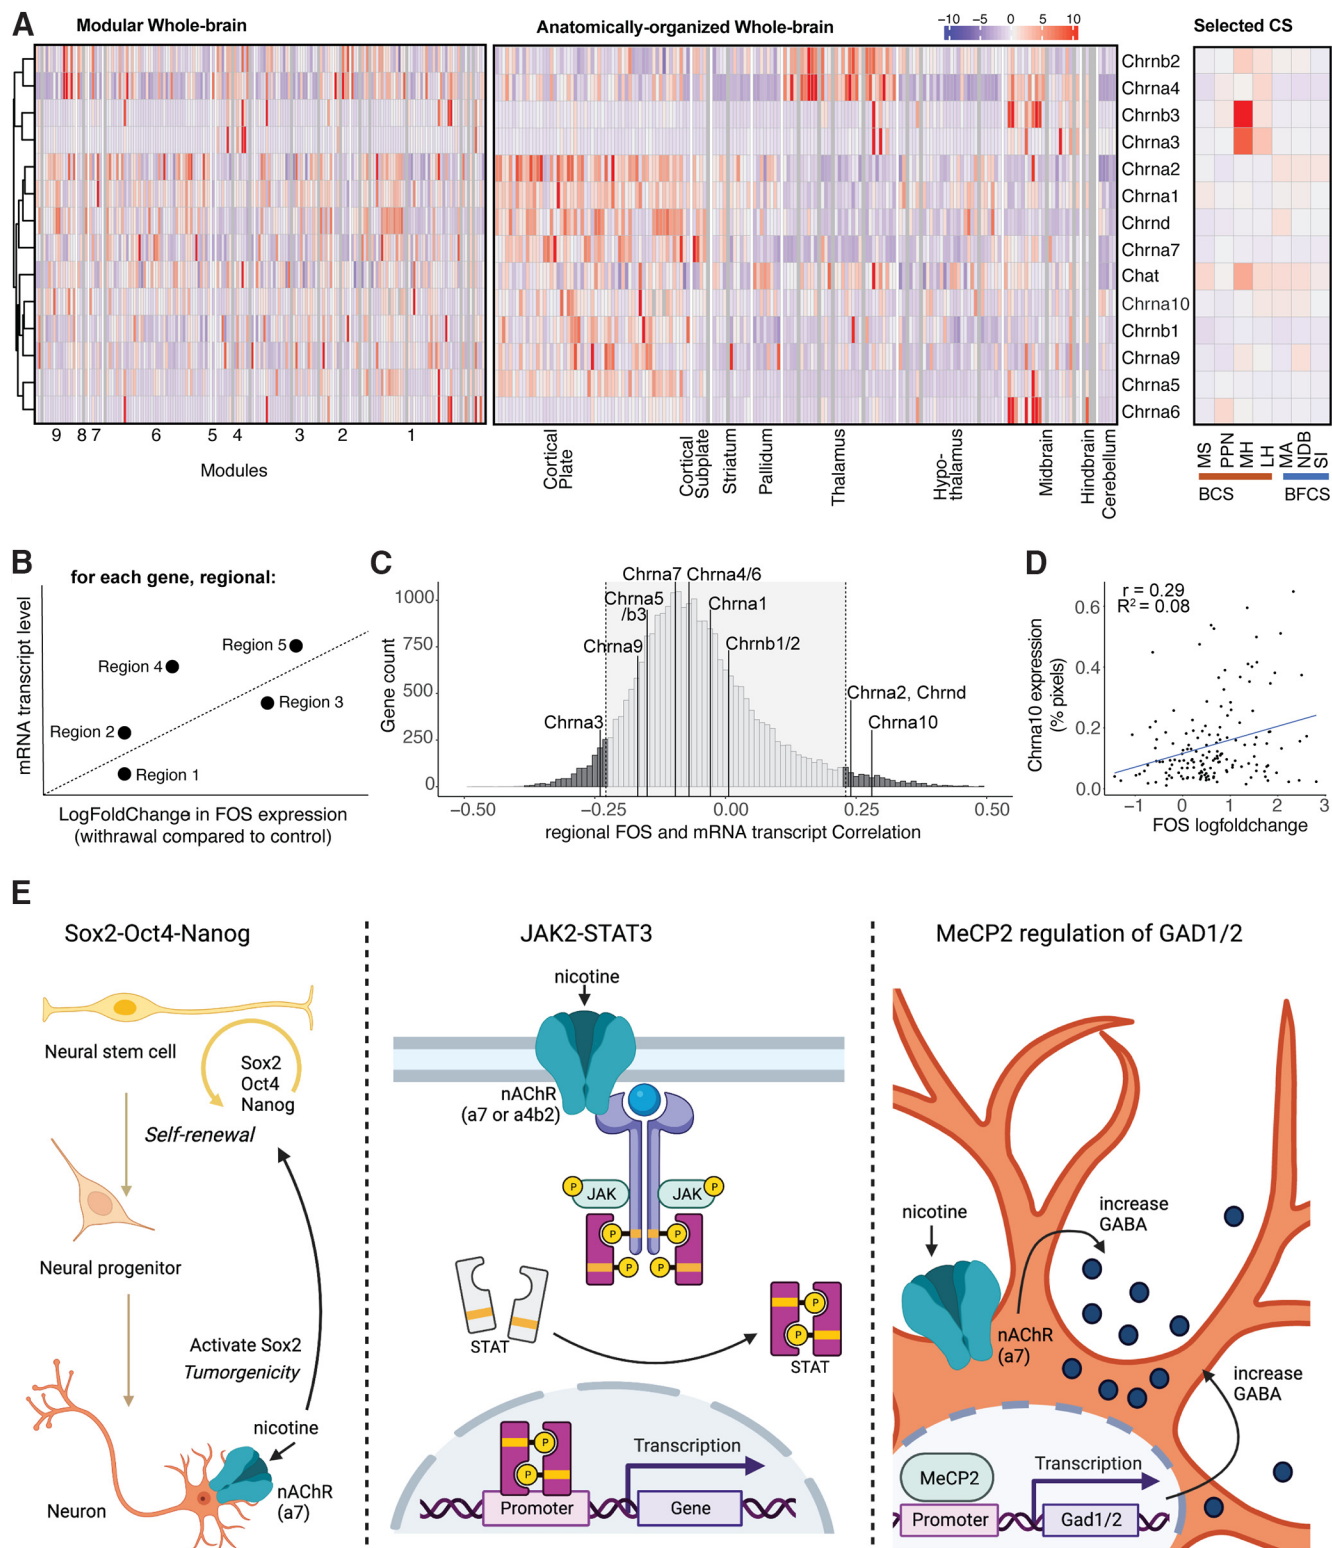 A
Modular Whole-brain
Anatomically-organized Whole-brain
−10 −5 0 5 10
Selected CS
Chrnb2
Chrna4
Chrnb3
Chrna3
Chrna2
Chrna1
Chrnd
Chrna7
Chat
Chrna10
Chrnb1
Chrna9
Chrna5
Chrna6
9 8 7 6 5 4 3 2 1
Modules
Cortical
Plate
Cortical
Subplate
Striatum
Pallidum
Thalamus
Hypo-
thalamus
Midbrain
Hindbrain
Cerebellum
MS
PPN
MH
LH
MA
NDB
SI
BCS
BFCS
B
for each gene, regional:
mRNA transcript level
Region 5
Region 4
Region 3
Region 2
Region 1
LogFoldChange in FOS expression
(withdrawal compared to control)
C
Gene count
1000
750
500
250
0
Chrna7
Chrna4/6
Chrna5
/b3
Chrna1
Chrna9
Chrnb1/2
Chrna3
Chrna2, Chrnd
Chrna10
−0.50 −0.25 0.00 0.25 0.50
regional FOS and mRNA transcript Correlation
D
r = 0.29
R² = 0.08
Chrna10 expression
(% pixels)
0.6
0.4
0.2
0.0
−1 0 1 2 3
FOS logfoldchange
E
Sox2-Oct4-Nanog
Neural stem cell
Sox2
Oct4
Nanog
Self-renewal
Neural progenitor
Activate Sox2
Tumorgenicity
nicotine
nAChR
(a7)
Neuron
JAK2-STAT3
nicotine
nAChR
(a7 or a4b2)
P
JAK
JAK
P
P
P
P
P
STAT
P
P
STAT
P
P
Transcription
Promoter
Gene
MeCP2 regulation of GAD1/2
nicotine
increase
GABA
nAChR
(a7)
increase
GABA
MeCP2
Transcription
Promoter
Gad1/2